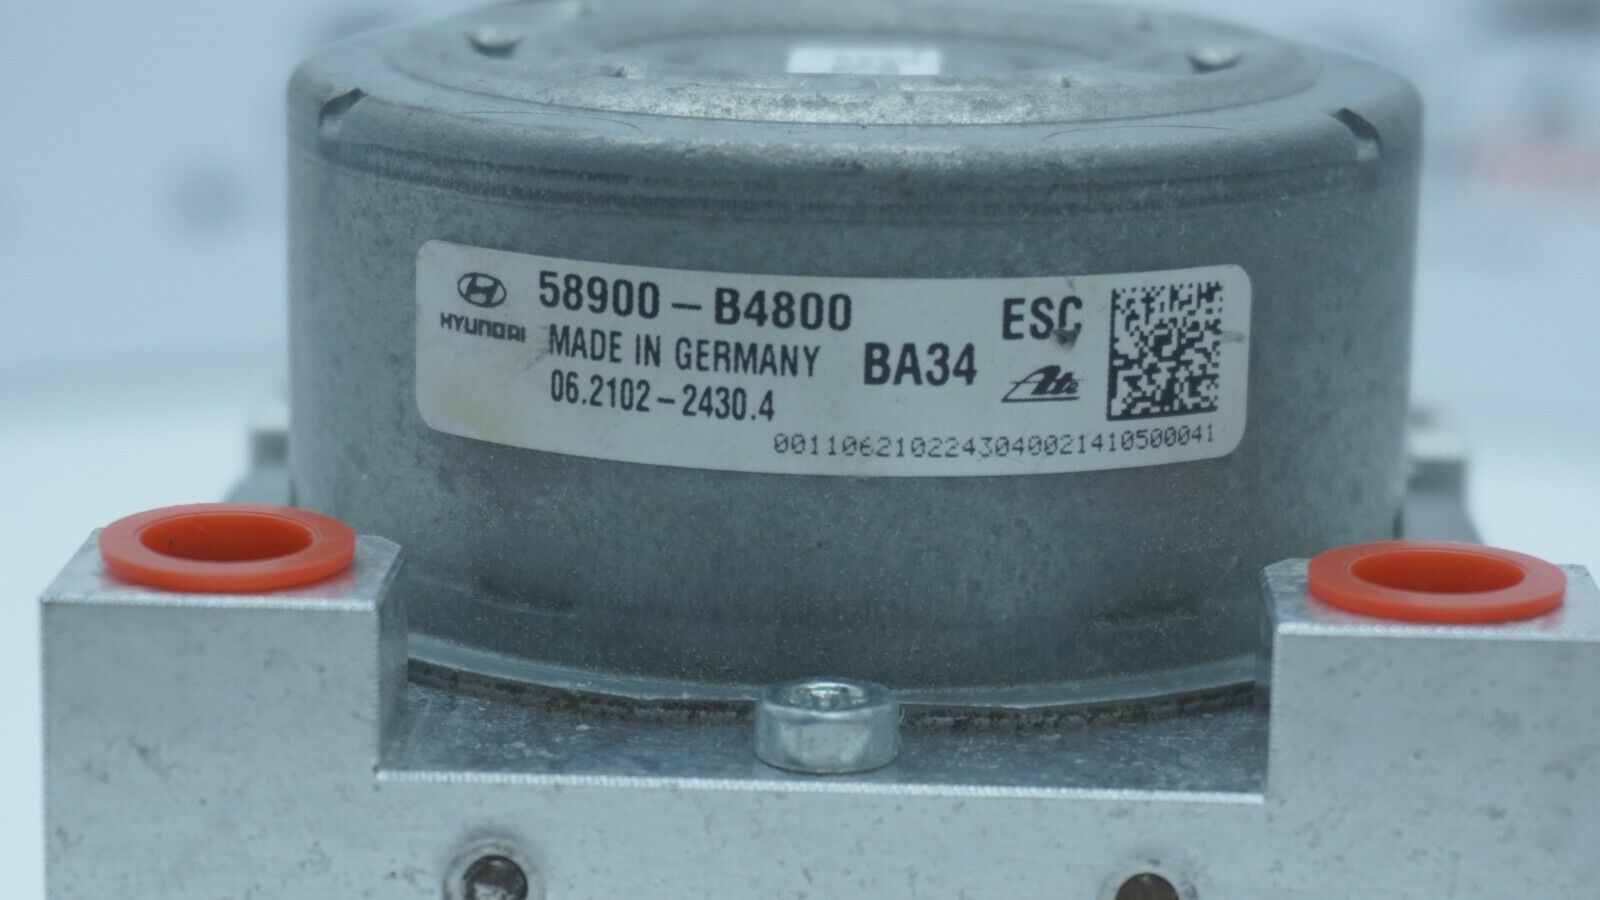 HYUNDAI
58900-B4800
MADE IN GERMANY
06.2102-2430.4
BA34
ESC
Ate
0011062102243040021410500041